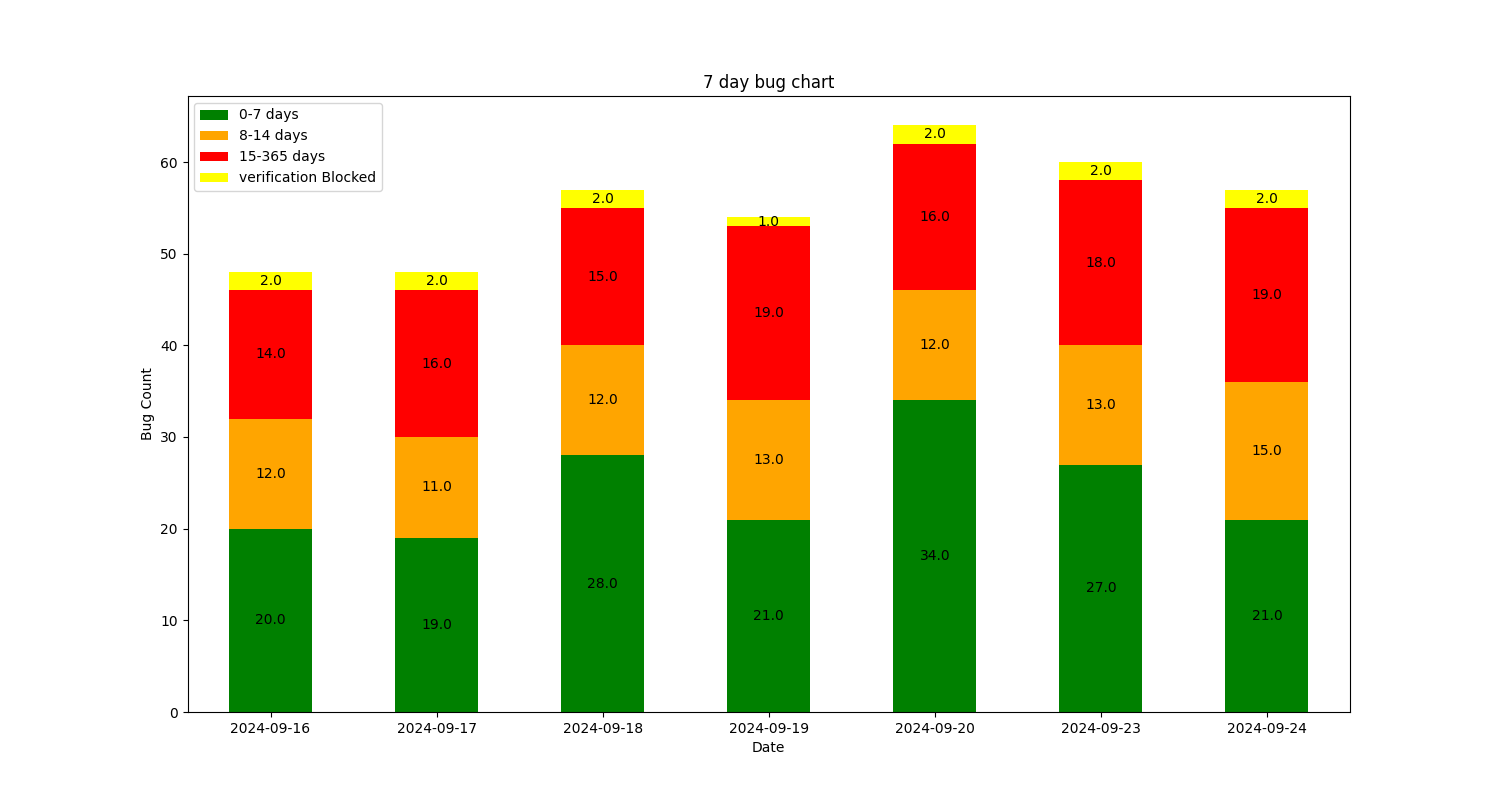 7 day bug chart
0-7 days
8-14 days
15-365 days
verification Blocked
60
50
40
30
20
10
0
Bug Count
2.0 2.0 2.0 1.0 2.0 2.0 2.0
14.0 16.0 15.0 19.0 16.0 18.0 19.0
12.0 11.0 12.0 13.0 12.0 13.0 15.0
20.0 19.0 28.0 21.0 34.0 27.0 21.0
2024-09-16 2024-09-17 2024-09-18 2024-09-19 2024-09-20 2024-09-23 2024-09-24
Date